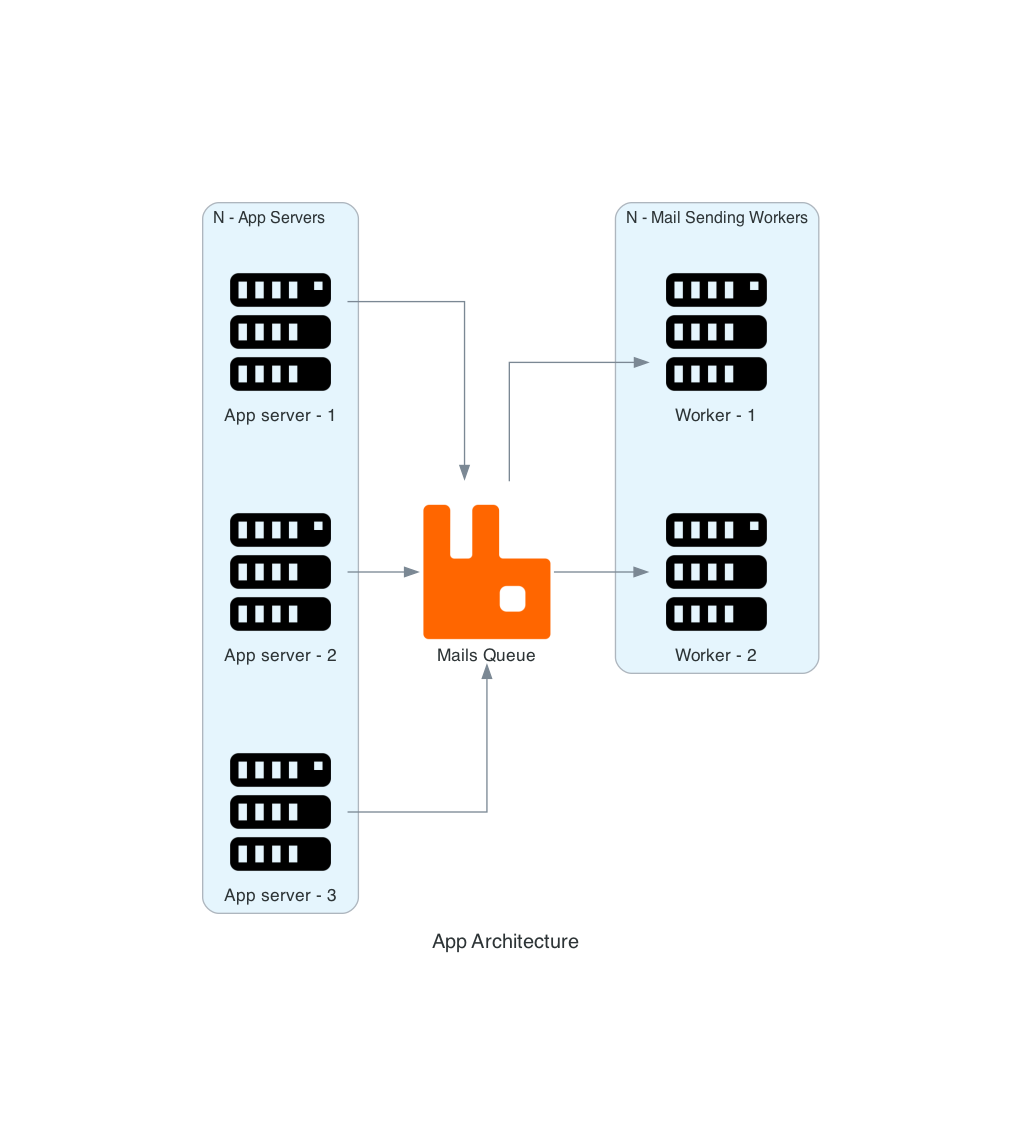 N - App Servers
App server - 1
App server - 2
App server - 3
Mails Queue
N - Mail Sending Workers
Worker - 1
Worker - 2
App Architecture